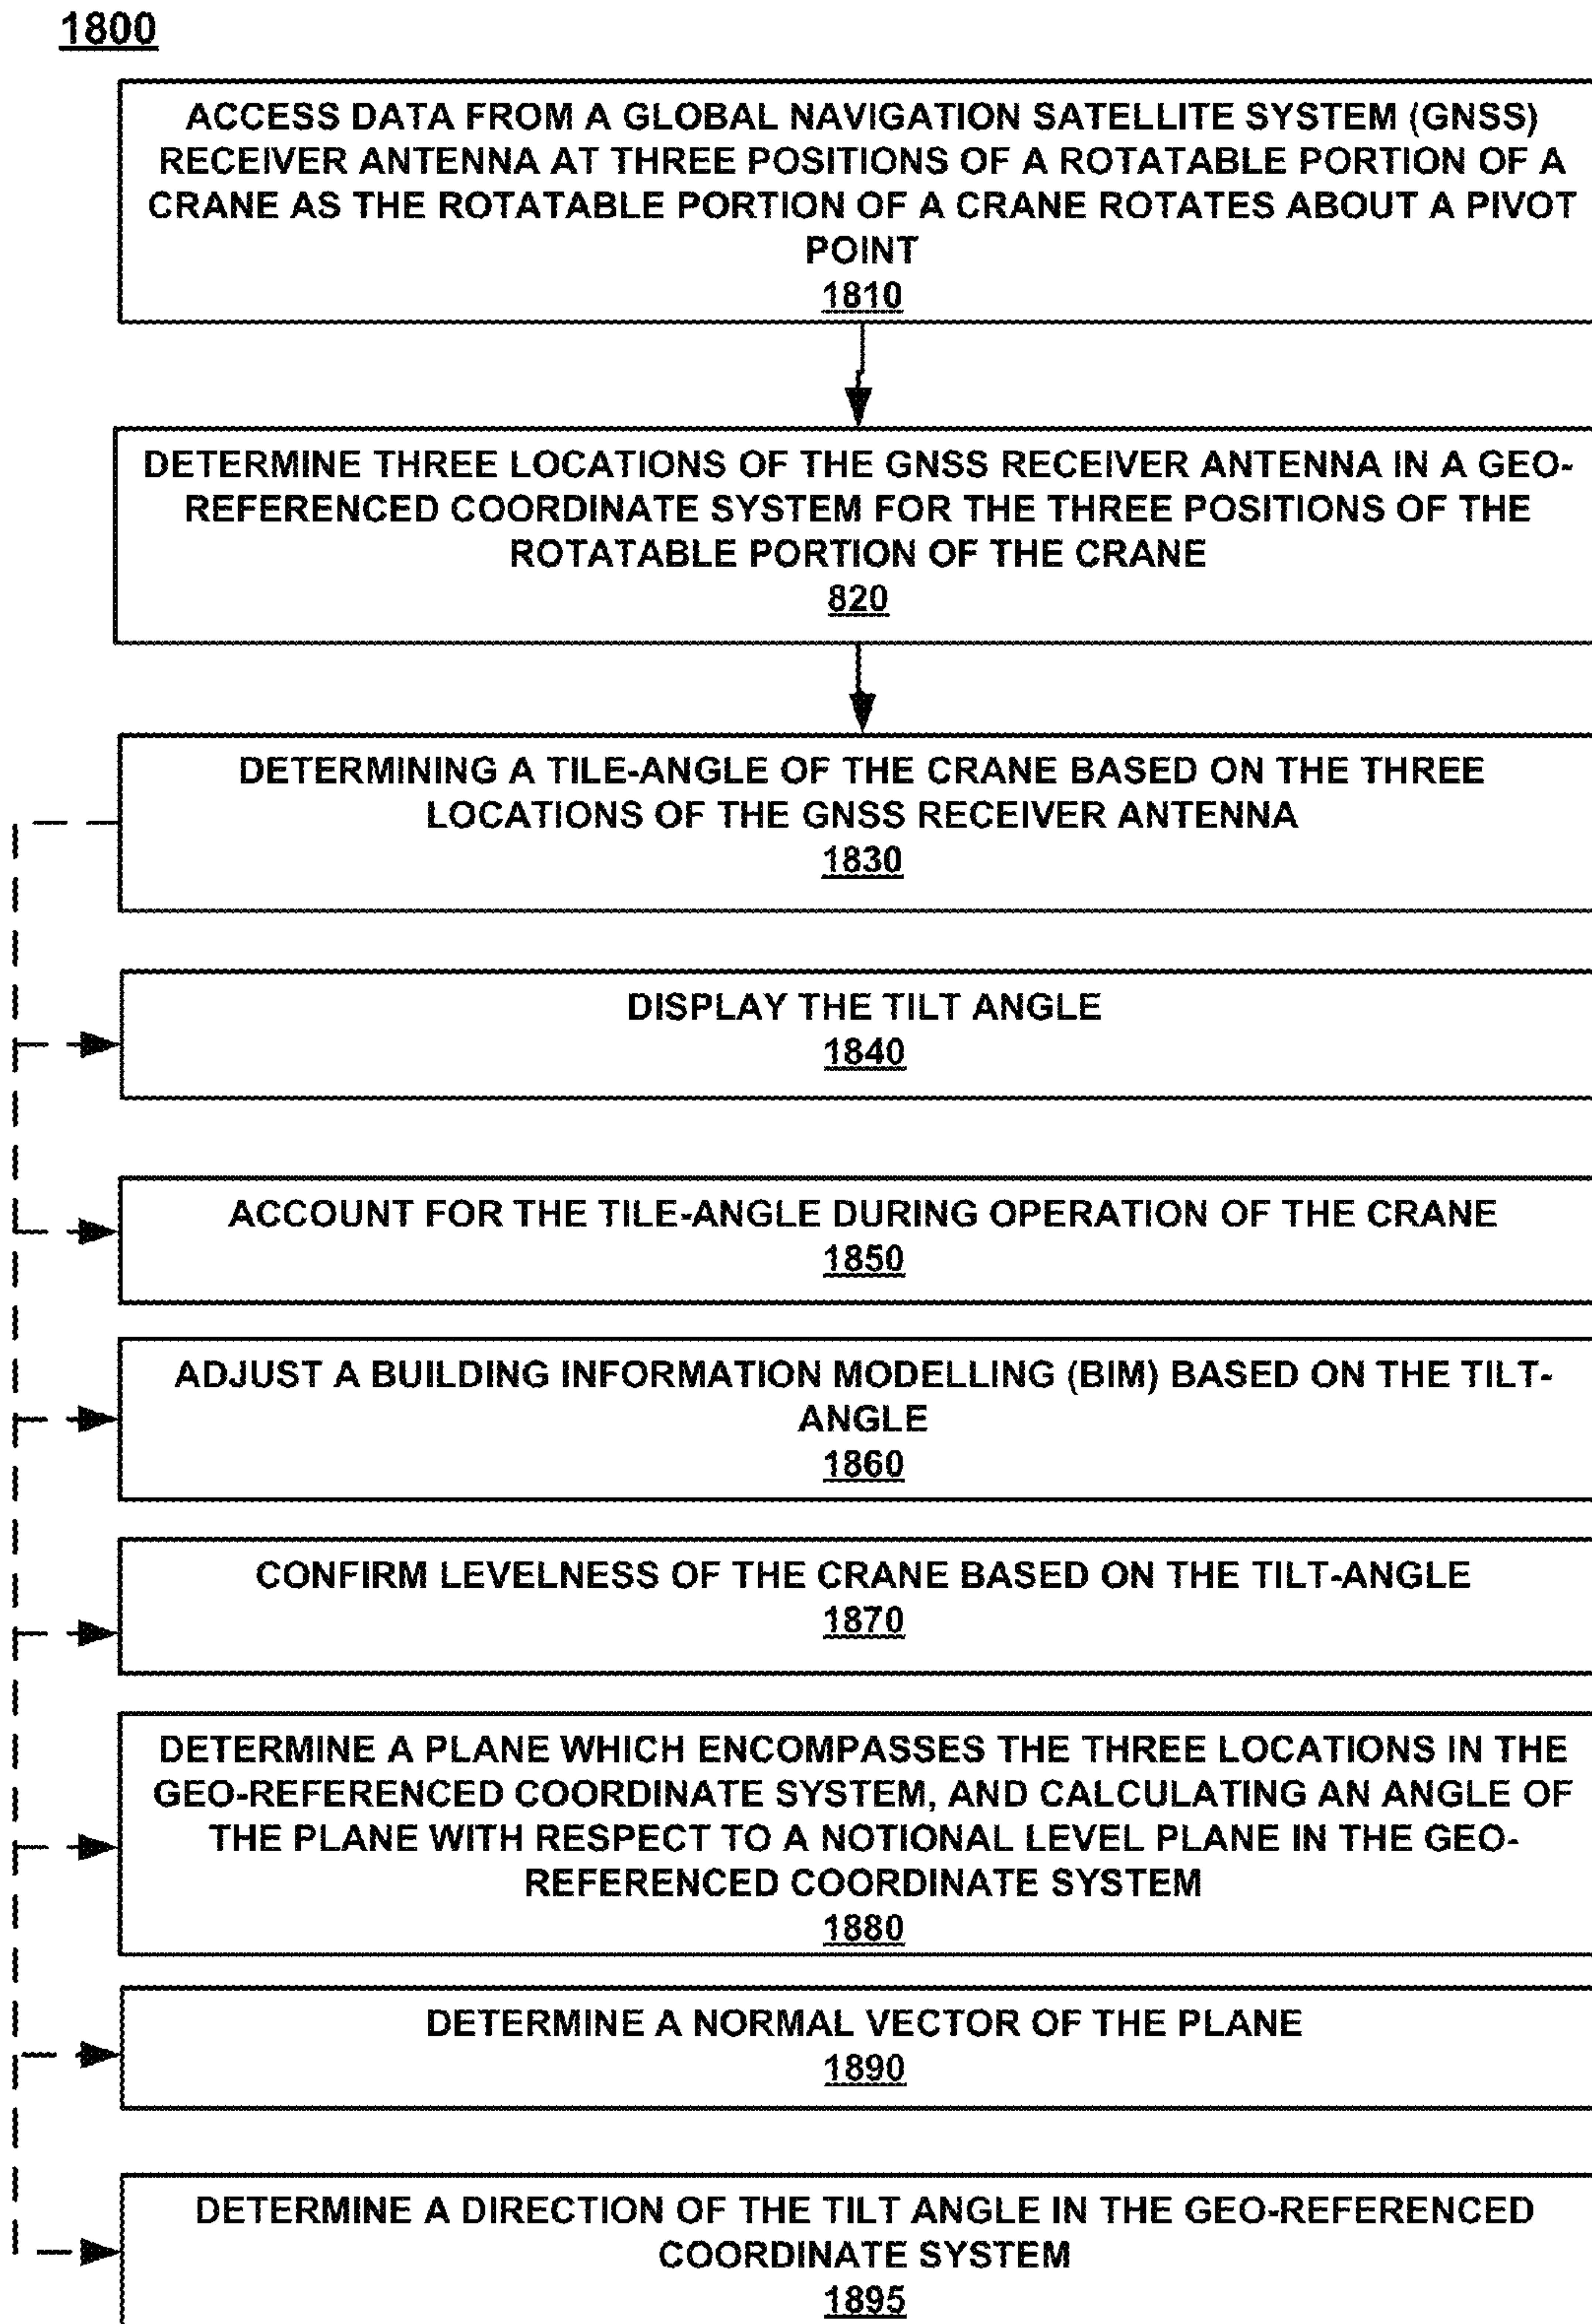 1800
ACCESS DATA FROM A GLOBAL NAVIGATION SATELLITE SYSTEM (GNSS)
RECEIVER ANTENNA AT THREE POSITIONS OF A ROTATABLE PORTION OF A
CRANE AS THE ROTATABLE PORTION OF A CRANE ROTATES ABOUT A PIVOT
POINT
1810
DETERMINE THREE LOCATIONS OF THE GNSS RECEIVER ANTENNA IN A GEO-
REFERENCED COORDINATE SYSTEM FOR THE THREE POSITIONS OF THE
ROTATABLE PORTION OF THE CRANE
820
DETERMINING A TILE-ANGLE OF THE CRANE BASED ON THE THREE
LOCATIONS OF THE GNSS RECEIVER ANTENNA
1830
DISPLAY THE TILT ANGLE
1840
ACCOUNT FOR THE TILE-ANGLE DURING OPERATION OF THE CRANE
1850
ADJUST A BUILDING INFORMATION MODELLING (BIM) BASED ON THE TILT-
ANGLE
1860
CONFIRM LEVELNESS OF THE CRANE BASED ON THE TILT-ANGLE
1870
DETERMINE A PLANE WHICH ENCOMPASSES THE THREE LOCATIONS IN THE
GEO-REFERENCED COORDINATE SYSTEM, AND CALCULATING AN ANGLE OF
THE PLANE WITH RESPECT TO A NOTIONAL LEVEL PLANE IN THE GEO-
REFERENCED COORDINATE SYSTEM
1880
DETERMINE A NORMAL VECTOR OF THE PLANE
1890
DETERMINE A DIRECTION OF THE TILT ANGLE IN THE GEO-REFERENCED
COORDINATE SYSTEM
1895